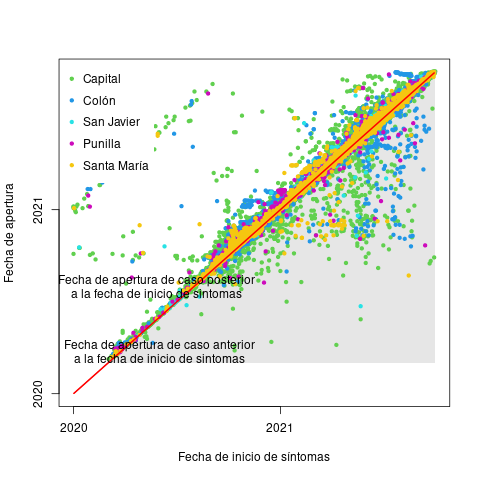 Capital
Colón
San Javier
Punilla
Santa María
Fecha de apertura de caso posterior
a la fecha de inicio de sintomas
Fecha de apertura de caso anterior
a la fecha de inicio de sintomas
Fecha de apertura
2021
2020
2020
2021
Fecha de inicio de síntomas